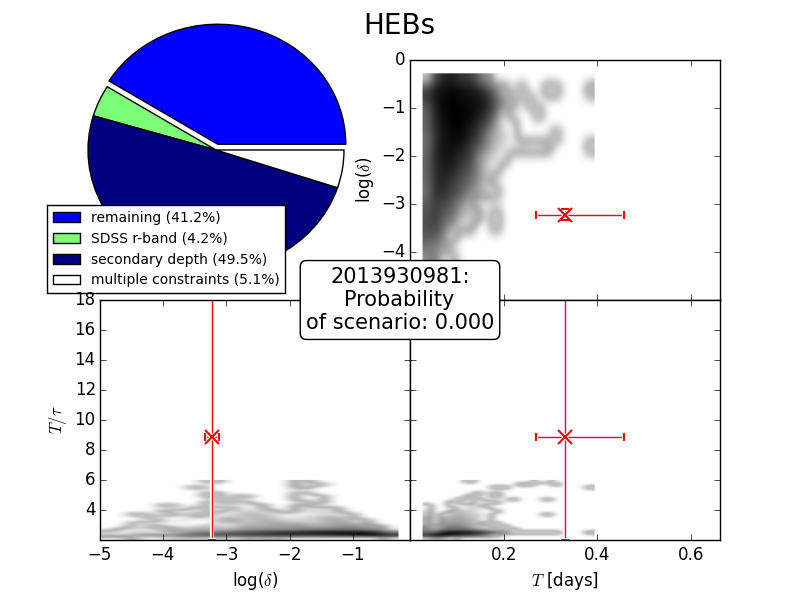 HEBs
remaining (41.2%)
SDSS r-band (4.2%)
secondary depth (49.5%)
multiple constraints (5.1%)
0
−1
−2
−3
−4
log(δ)
2013930981:
Probability
of scenario: 0.000
18
16
14
12
10
8
6
4
T/τ
−5 −4 −3 −2 −1
log(δ)
0.2 0.4 0.6
T [days]